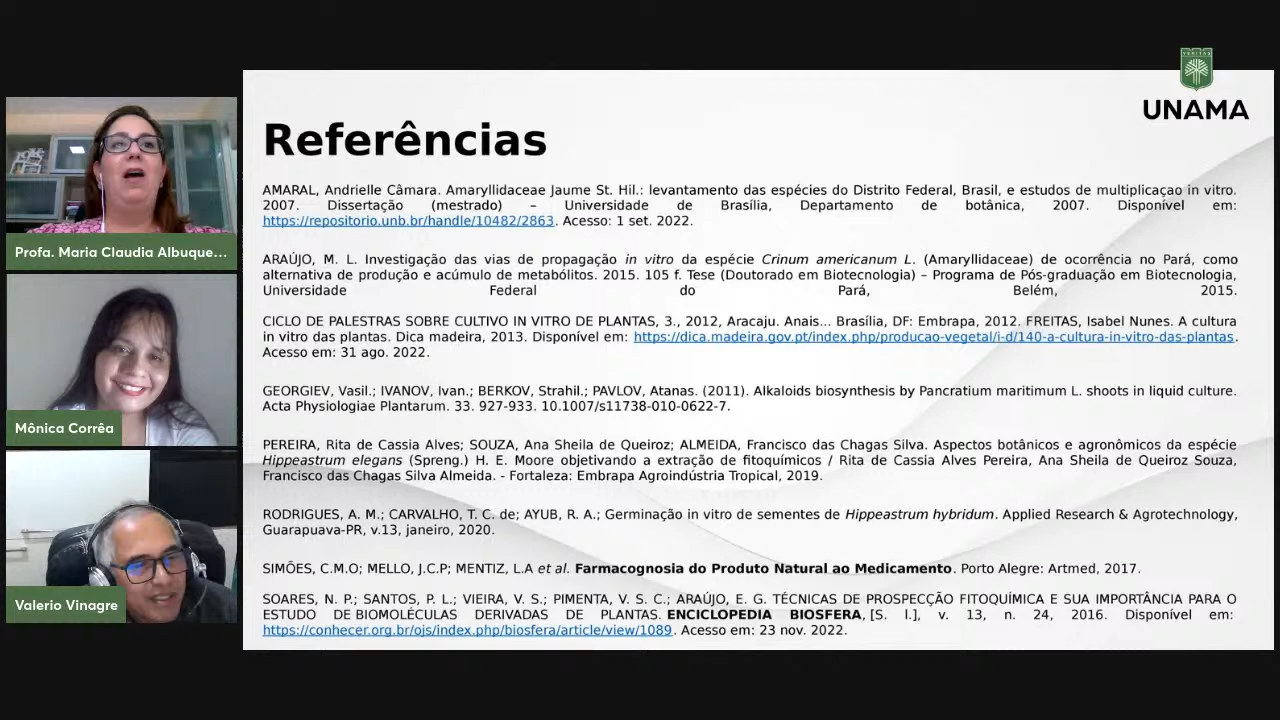 VERITAS
UNAMA
Referências
AMARAL, Andrielle Câmara. Amaryllidaceae Jaume St. Hil.: levantamento das espécies do Distrito Federal, Brasil, e estudos de multiplicaçao in vitro.
2007. Dissertação (mestrado) – Universidade de Brasília, Departamento de botânica, 2007. Disponível em:
https://repositorio.unb.br/handle/10482/2863. Acesso: 1 set. 2022.
ARAÚJO, M. L. Investigação das vias de propagação in vitro da espécie Crinum americanum L. (Amaryllidaceae) de ocorrência no Pará, como
alternativa de produção e acúmulo de metabólitos. 2015. 105 f. Tese (Doutorado em Biotecnologia) – Programa de Pós-graduação em Biotecnologia,
Universidade Federal do Pará, Belém, 2015.
CICLO DE PALESTRAS SOBRE CULTIVO IN VITRO DE PLANTAS, 3., 2012, Aracaju. Anais... Brasília, DF: Embrapa, 2012. FREITAS, Isabel Nunes. A cultura
in vitro das plantas. Dica madeira, 2013. Disponível em: https://dica.madeira.gov.pt/index.php/producao-vegetal/i-d/140-a-cultura-in-vitro-das-plantas.
Acesso em: 31 ago. 2022.
GEORGIEV, Vasil.; IVANOV, Ivan.; BERKOV, Strahil.; PAVLOV, Atanas. (2011). Alkaloids biosynthesis by Pancratium maritimum L. shoots in liquid culture.
Acta Physiologiae Plantarum. 33. 927-933. 10.1007/s11738-010-0622-7.
PEREIRA, Rita de Cassia Alves; SOUZA, Ana Sheila de Queiroz; ALMEIDA, Francisco das Chagas Silva. Aspectos botânicos e agronômicos da espécie
Hippeastrum elegans (Spreng.) H. E. Moore objetivando a extração de fitoquímicos / Rita de Cassia Alves Pereira, Ana Sheila de Queiroz Souza,
Francisco das Chagas Silva Almeida. - Fortaleza: Embrapa Agroindústria Tropical, 2019.
RODRIGUES, A. M.; CARVALHO, T. C. de; AYUB, R. A.; Germinação in vitro de sementes de Hippeastrum hybridum. Applied Research & Agrotechnology,
Guarapuava-PR, v.13, janeiro, 2020.
SIMÕES, C.M.O; MELLO, J.C.P; MENTIZ, L.A et al. Farmacognosia do Produto Natural ao Medicamento. Porto Alegre: Artmed, 2017.
SOARES, N. P.; SANTOS, P. L.; VIEIRA, V. S.; PIMENTA, V. S. C.; ARAÚJO, E. G. TÉCNICAS DE PROSPECÇÃO FITOQUÍMICA E SUA IMPORTÂNCIA PARA O
ESTUDO DE BIOMOLÉCULAS DERIVADAS DE PLANTAS. ENCICLOPEDIA BIOSFERA, [S. l.], v. 13, n. 24, 2016. Disponível em:
https://conhecer.org.br/ojs/index.php/biosfera/article/view/1089. Acesso em: 23 nov. 2022.
Profa. Maria Claudia Albuque...
Mônica Corrêa
Valerio Vinagre